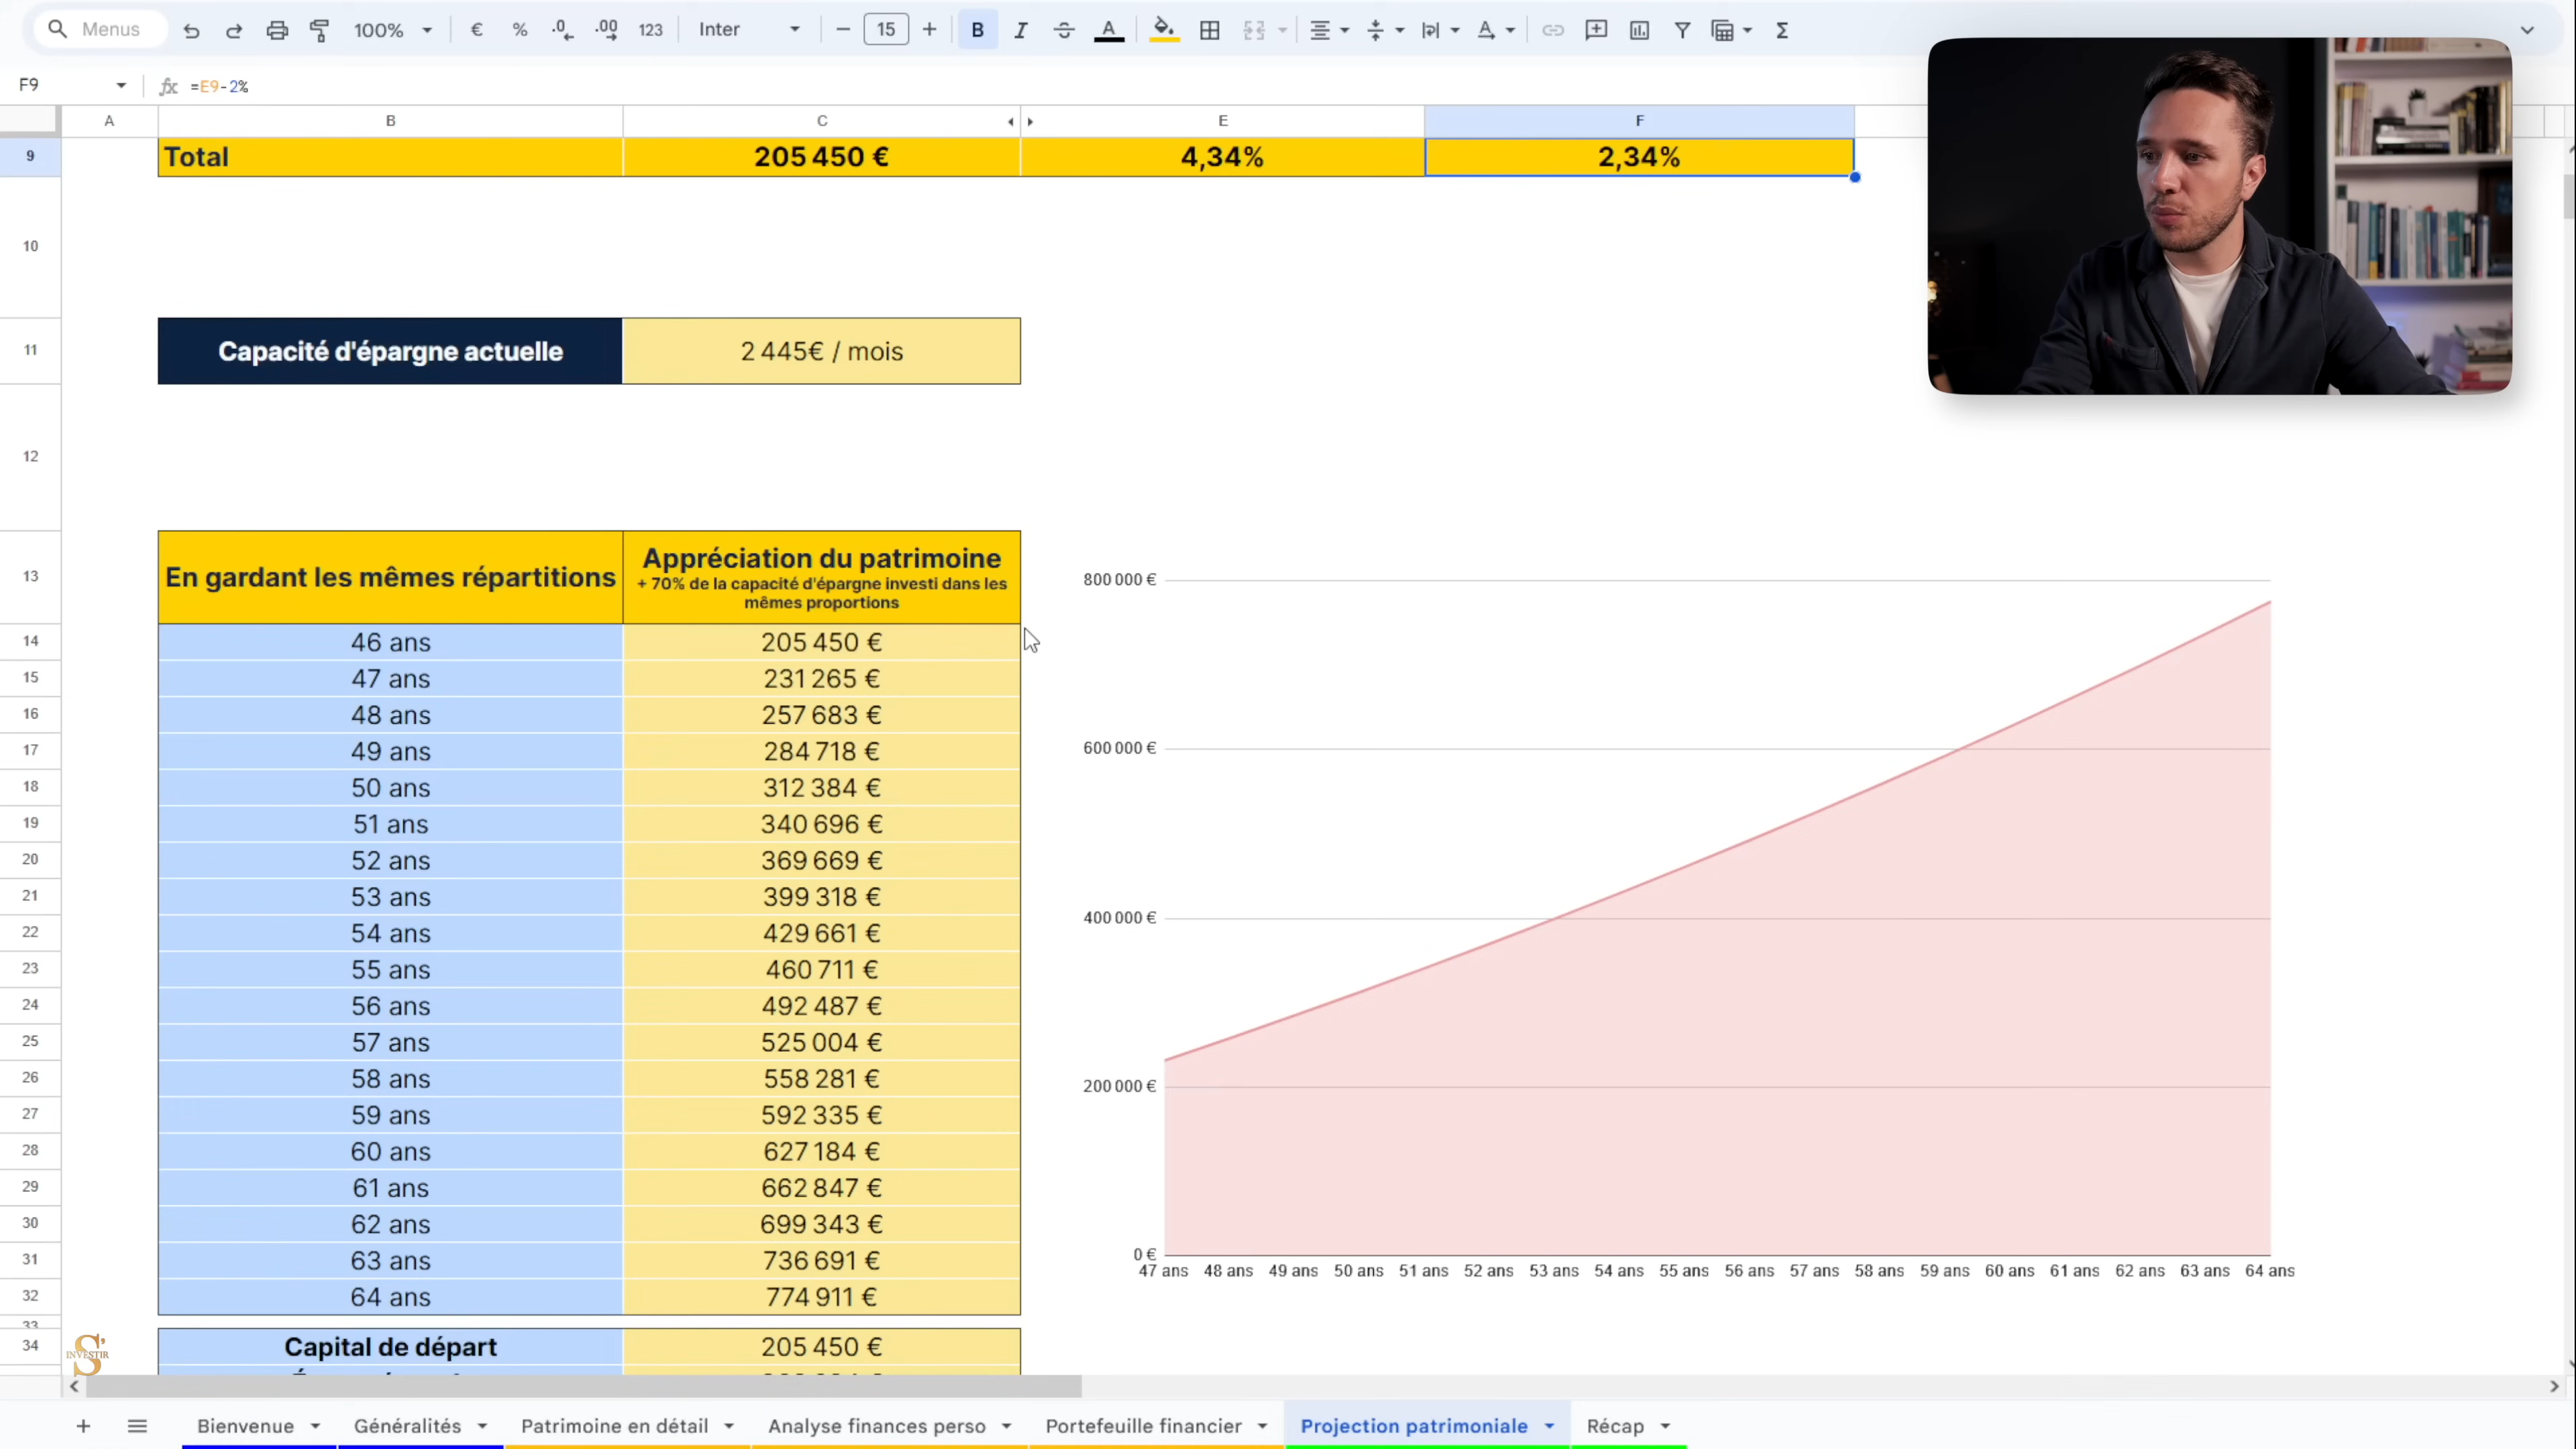 Menus
100%
€
%
.0
.00
123
Inter
15
B
I
A
Σ
F9
fx
=E9-2%
A
B
C
E
F
9
Total
205 450 €
4,34%
2,34%
10
11
Capacité d'épargne actuelle
2 445€ / mois
12
13
En gardant les mêmes répartitions
Appréciation du patrimoine
+ 70% de la capacité d'épargne investi dans les
mêmes proportions
14
46 ans
205 450 €
15
47 ans
231 265 €
16
48 ans
257 683 €
17
49 ans
284 718 €
18
50 ans
312 384 €
19
51 ans
340 696 €
20
52 ans
369 669 €
21
53 ans
399 318 €
22
54 ans
429 661 €
23
55 ans
460 711 €
24
56 ans
492 487 €
25
57 ans
525 004 €
26
58 ans
558 281 €
27
59 ans
592 335 €
28
60 ans
627 184 €
29
61 ans
662 847 €
30
62 ans
699 343 €
31
63 ans
736 691 €
32
64 ans
774 911 €
33
34
Capital de départ
205 450 €
800 000 €
600 000 €
400 000 €
200 000 €
0 €
47 ans 48 ans 49 ans 50 ans 51 ans 52 ans 53 ans 54 ans 55 ans 56 ans 57 ans 58 ans 59 ans 60 ans 61 ans 62 ans 63 ans 64 ans
S'
INVESTIR
Bienvenue
Généralités
Patrimoine en détail
Analyse finances perso
Portefeuille financier
Projection patrimoniale
Récap